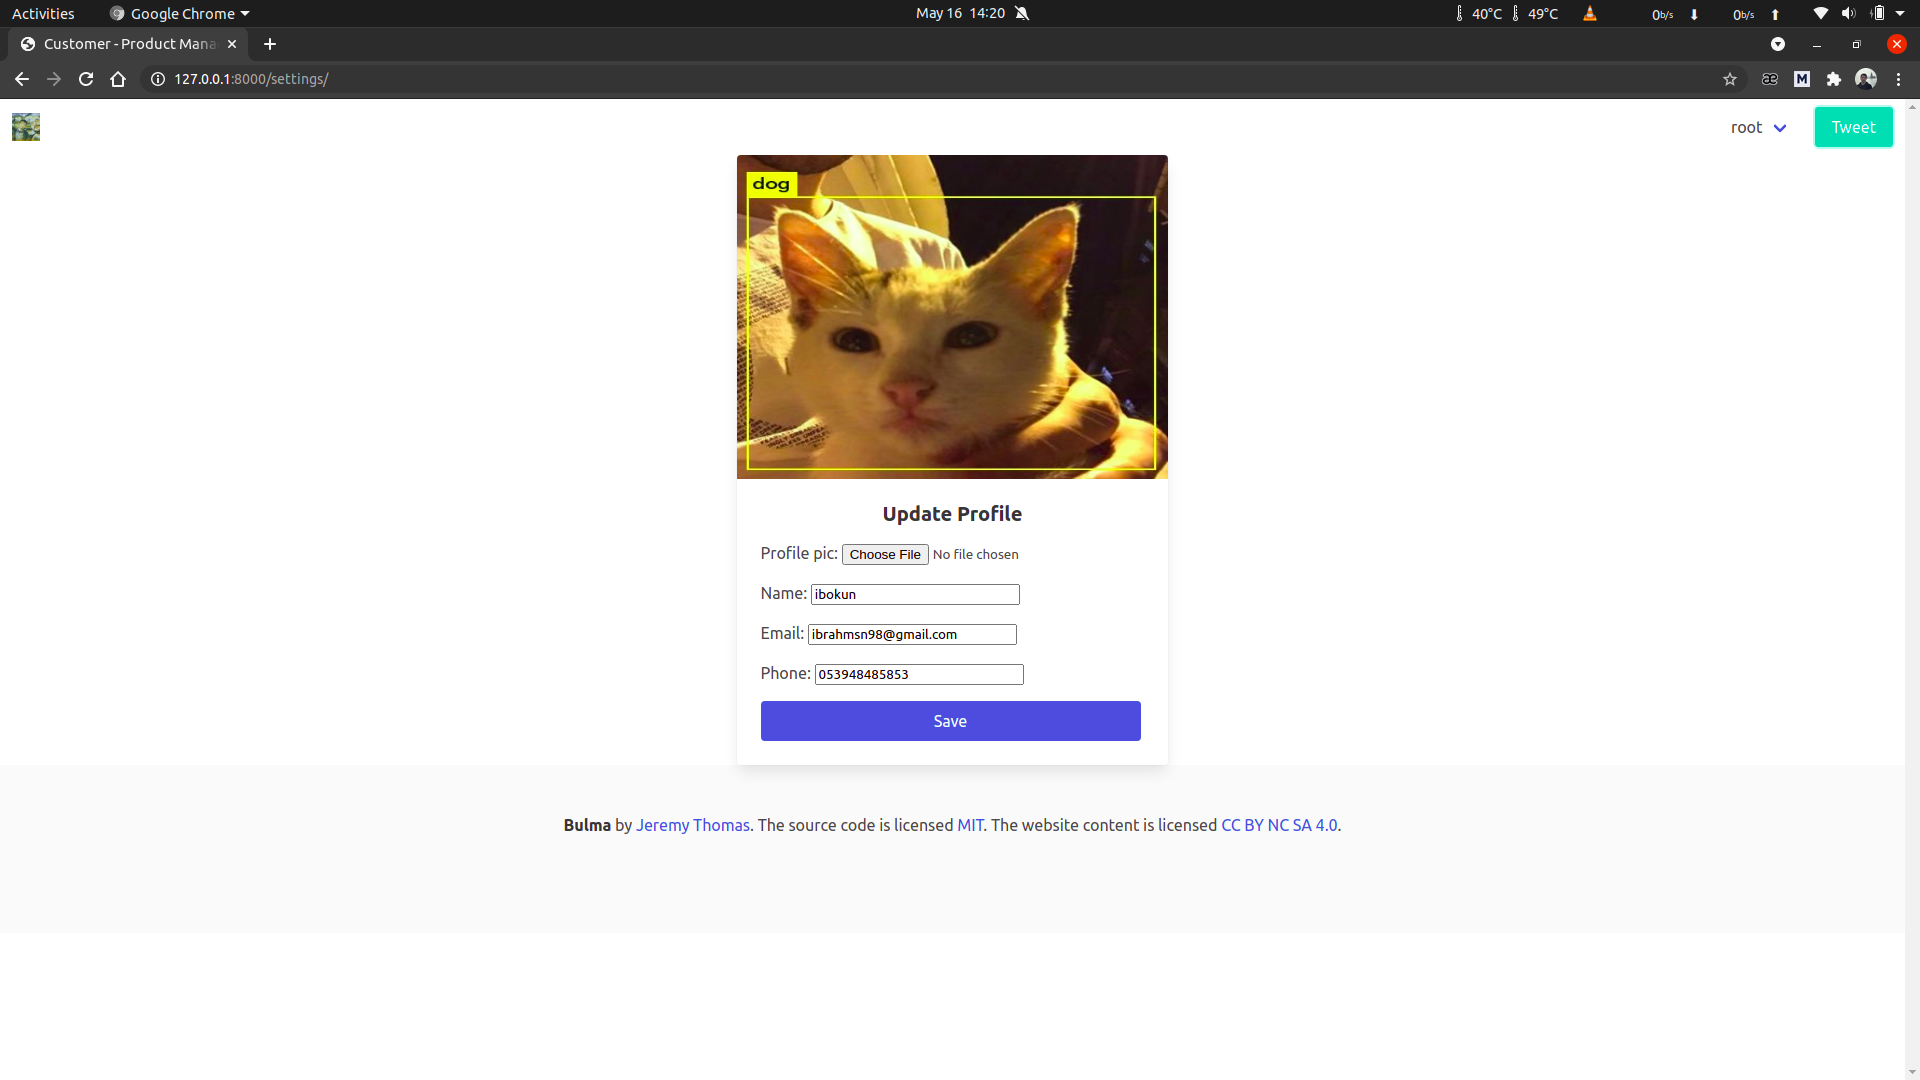 Activities
Google Chrome
May 16 14:20
40°C
49°C
0b/s
0b/s
Customer - Product Mana
127.0.0.1:8000/settings/
æ
M
root
Tweet
dog
Update Profile
Profile pic: Choose File No file chosen
Name: ibokun
Email: ibrahmsn98@gmail.com
Phone: 053948485853
Save
Bulma by Jeremy Thomas. The source code is licensed MIT. The website content is licensed CC BY NC SA 4.0.